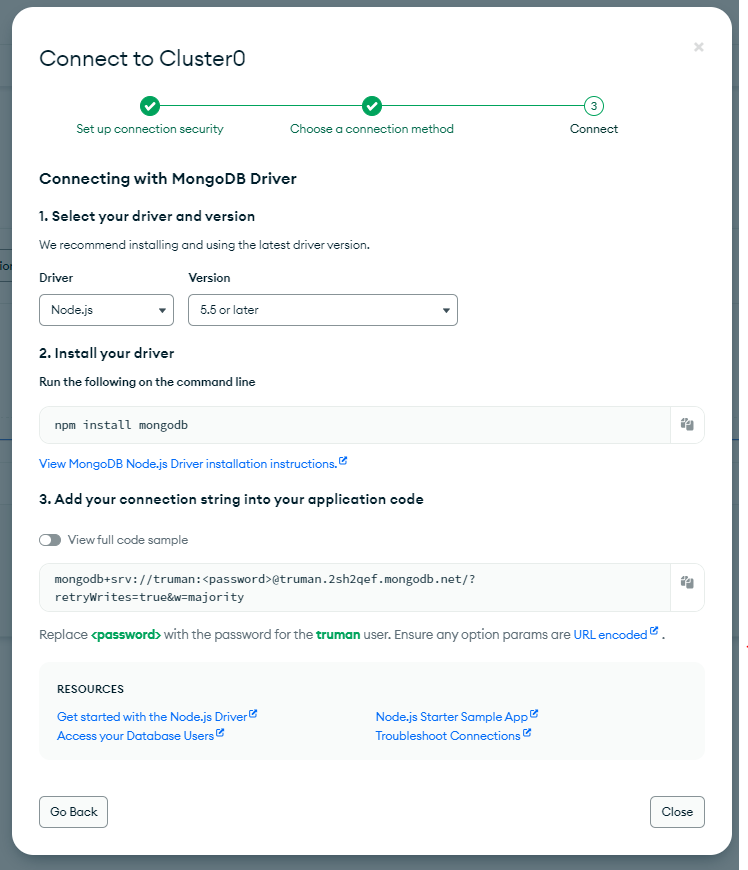 Connect to Cluster0
×
3
Set up connection security
Choose a connection method
Connect
Connecting with MongoDB Driver
1. Select your driver and version
We recommend installing and using the latest driver version.
Driver
Version
Node.js
5.5 or later
2. Install your driver
Run the following on the command line
npm install mongodb
View MongoDB Node.js Driver installation instructions.
3. Add your connection string into your application code
View full code sample
mongodb+srv://truman:<password>@truman.2sh2qef.mongodb.net/?
retryWrites=true&w=majority
Replace <password> with the password for the truman user. Ensure any option params are URL encoded .
RESOURCES
Get started with the Node.js Driver
Node.js Starter Sample App
Access your Database Users
Troubleshoot Connections
Go Back
Close